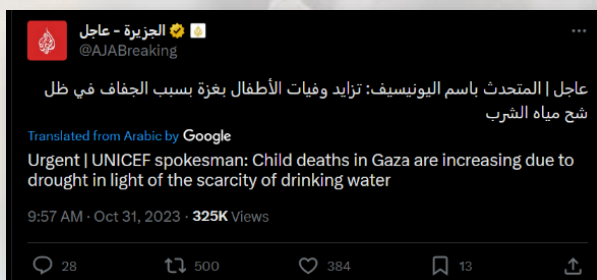 الجزيرة - عاجل
@AJABreaking
عاجل | المتحدث باسم اليونيسيف: تزايد وفيات الأطفال بغزة بسبب الجفاف في ظل
شح مياه الشرب
Translated from Arabic by Google
Urgent | UNICEF spokesman: Child deaths in Gaza are increasing due to
drought in light of the scarcity of drinking water
9:57 AM · Oct 31, 2023 · 325K Views
28 500 384 13